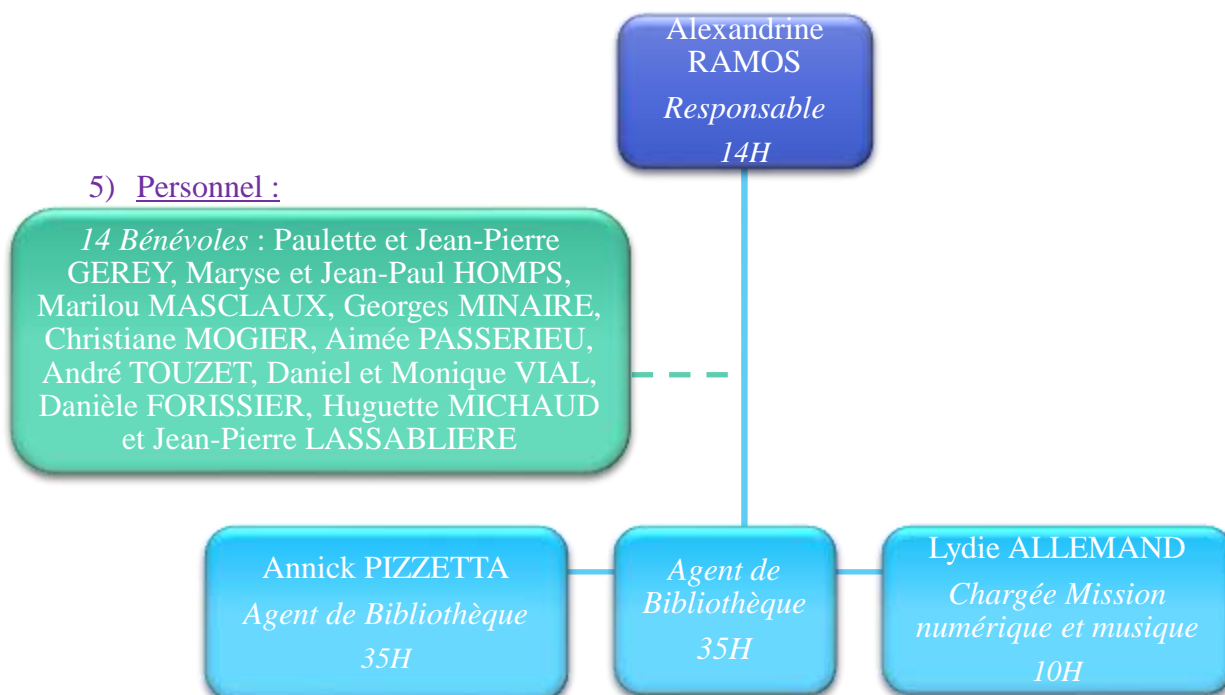 Alexandrine
RAMOS
Responsable
14H
5) Personnel :
14 Bénévoles : Paulette et Jean-Pierre
GEREY, Maryse et Jean-Paul HOMPS,
Marilou MASCLAUX, Georges MINAIRE,
Christiane MOGIER, Aimée PASSERIEU,
André TOUZET, Daniel et Monique VIAL,
Danièle FORISSIER, Huguette MICHAUD
et Jean-Pierre LASSABLIERE
Annick PIZZETTA
Agent de Bibliothèque
35H
Agent de
Bibliothèque
35H
Lydie ALLEMAND
Chargée Mission
numérique et musique
10H